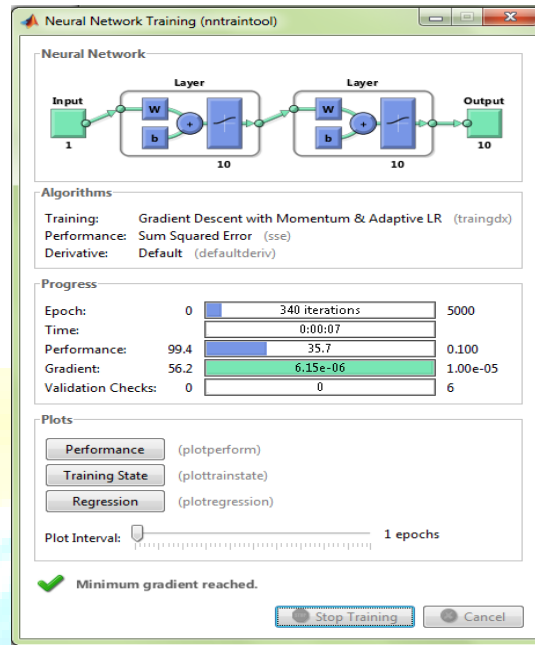 Neural Network Training (nntraintool)
Neural Network
Layer Layer
Input W b + W b + Output
1 10 10 10
Algorithms
Training: Gradient Descent with Momentum & Adaptive LR (traingdx)
Performance: Sum Squared Error (sse)
Derivative: Default (defaultderiv)
Progress
Epoch: 0 340 iterations 5000
Time: 0:00:07
Performance: 99.4 35.7 0.100
Gradient: 56.2 6.15e-06 1.00e-05
Validation Checks: 0 0 6
Plots
Performance (plotperform)
Training State (plottrainstate)
Regression (plotregression)
Plot Interval: 1 epochs
Minimum gradient reached.
Stop Training Cancel